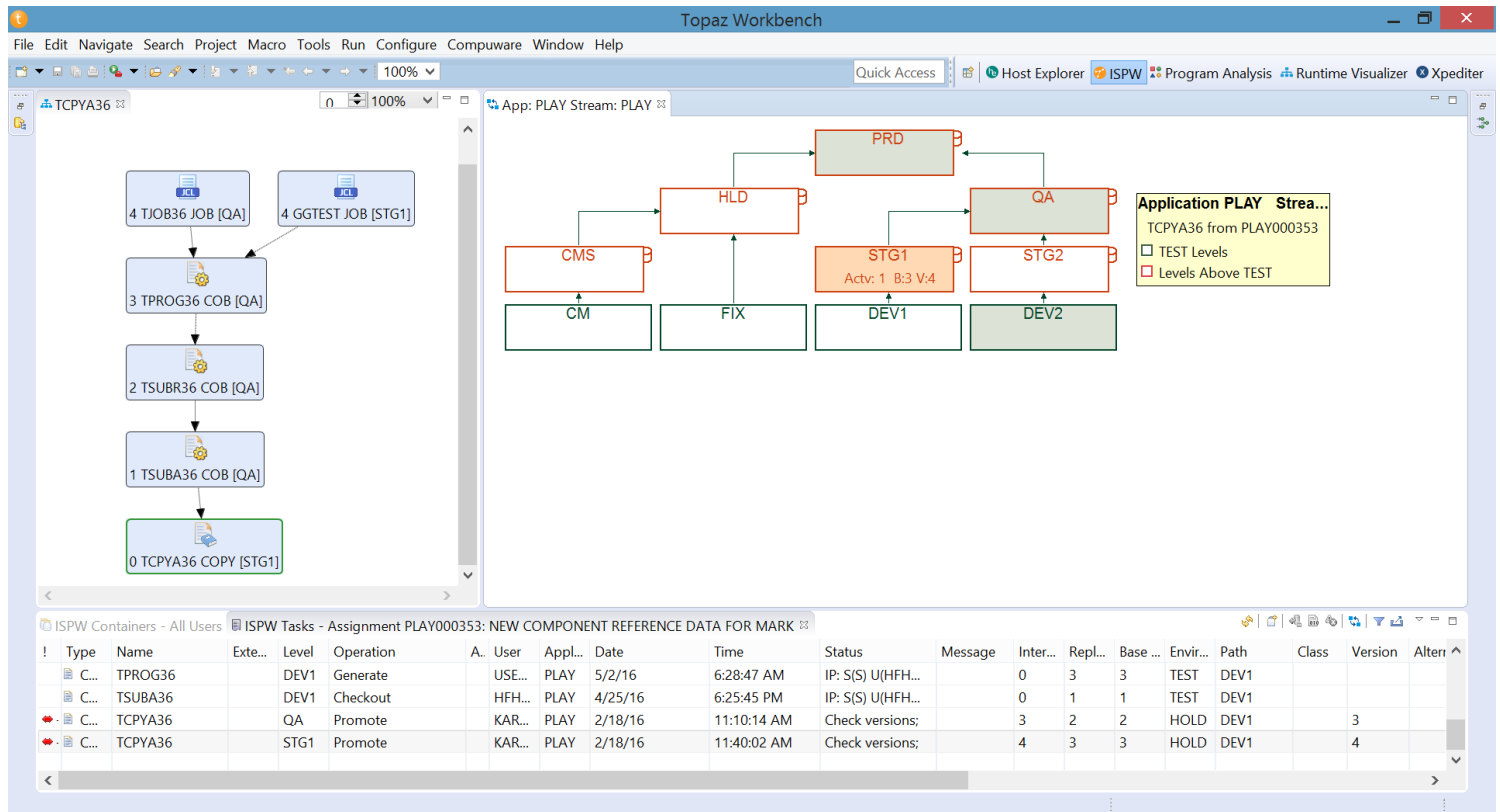 Topaz Workbench
File Edit Navigate Search Project Macro Tools Run Configure Compuware Window Help
100%
Quick Access
Host Explorer ISPW Program Analysis Runtime Visualizer Xpediter
TCPYA36
0 100%
App: PLAY Stream: PLAY
JCL
4 TJOB36 JOB [QA]
JCL
4 GGTEST JOB [STG1]
3 TPROG36 COB [QA]
2 TSUBR36 COB [QA]
1 TSUBA36 COB [QA]
0 TCPYA36 COPY [STG1]
PRD
HLD
QA
CMS
STG1
Actv: 1 B:3 V:4
STG2
CM
FIX
DEV1
DEV2
Application PLAY Strea...
TCPYA36 from PLAY000353
TEST Levels
Levels Above TEST
ISPW Containers - All Users ISPW Tasks - Assignment PLAY000353: NEW COMPONENT REFERENCE DATA FOR MARK
! Type Name Exte... Level Operation A.. User Appl... Date Time Status Message Inter... Repl... Base ... Envir... Path Class Version Altern
C... TPROG36 DEV1 Generate USE... PLAY 5/2/16 6:28:47 AM IP: S(S) U(HFH... 0 3 3 TEST DEV1
C... TSUBA36 DEV1 Checkout HFH... PLAY 4/25/16 6:25:45 PM IP: S(S) U(HFH... 0 1 1 TEST DEV1
C... TCPYA36 QA Promote KAR... PLAY 2/18/16 11:10:14 AM Check versions; 3 2 2 HOLD DEV1 3
C... TCPYA36 STG1 Promote KAR... PLAY 2/18/16 11:40:02 AM Check versions; 4 3 3 HOLD DEV1 4